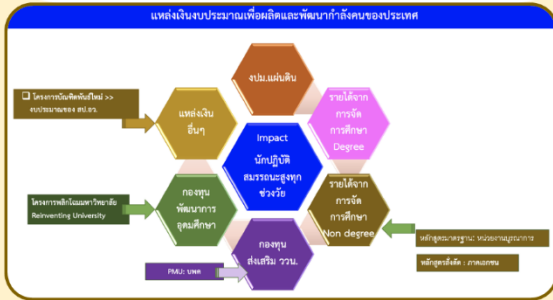 แหล่งเงินงบประมาณเพื่อผลิตและพัฒนากำลังคนของประเทศ
งปม.แผ่นดิน
❑ โครงการบัณฑิตพันธุ์ใหม่ >>
งบประมาณของ สป.อว.
แหล่งเงิน
อื่นๆ
รายได้จาก
การจัด
การศึกษา
Degree
Impact
นักปฏิบัติ
สมรรถนะสูงทุก
ช่วงวัย
โครงการพลิกโฉมมหาวิทยาลัย
Reinventing University
กองทุน
พัฒนาการ
อุดมศึกษา
รายได้จาก
การจัด
การศึกษา
Non degree
หลักสูตรมาตรฐาน: หน่วยงานบูรณาการ
หลักสูตรสั่งตัด : ภาคเอกชน
PMU: บพค
กองทุน
ส่งเสริม ววน.